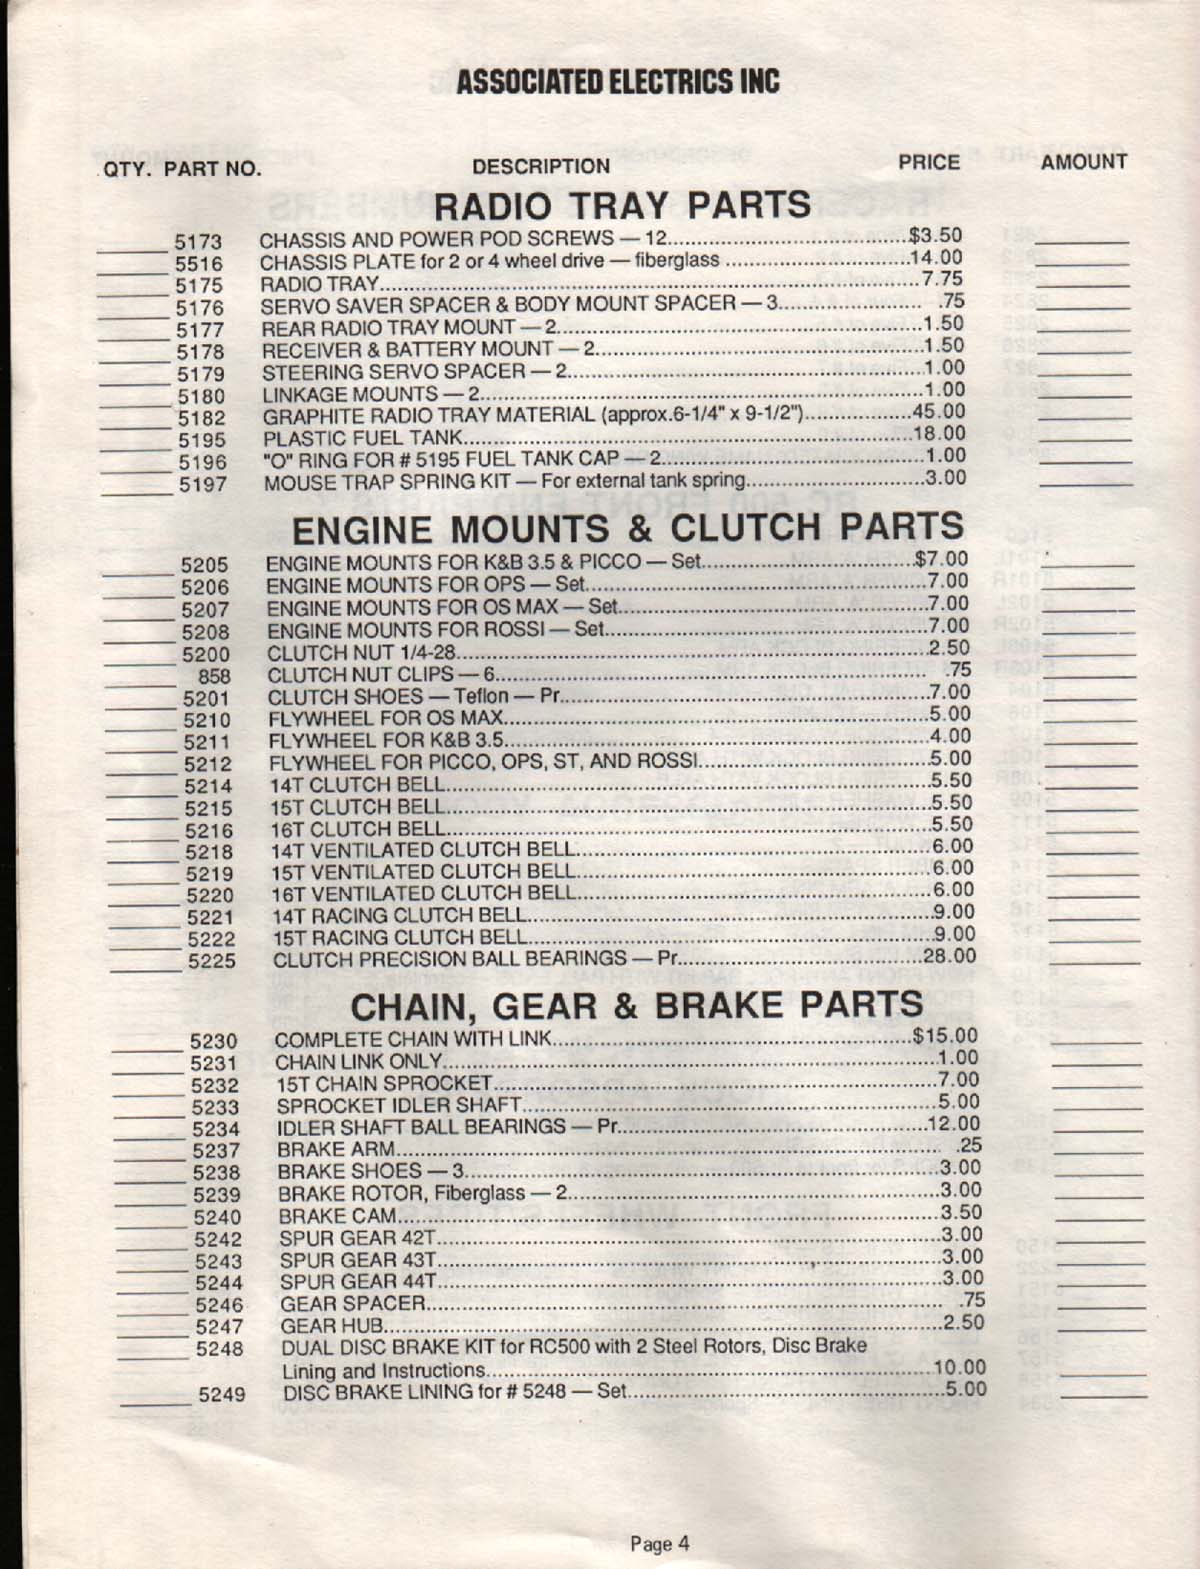 ASSOCIATED ELECTRICS INC
QTY. PART NO. DESCRIPTION PRICE AMOUNT
RADIO TRAY PARTS
5173 CHASSIS AND POWER POD SCREWS — 12 $3.50
5516 CHASSIS PLATE for 2 or 4 wheel drive — fiberglass 14.00
5175 RADIO TRAY 7.75
5176 SERVO SAVER SPACER & BODY MOUNT SPACER — 3 .75
5177 REAR RADIO TRAY MOUNT — 2 1.50
5178 RECEIVER & BATTERY MOUNT — 2 1.50
5179 STEERING SERVO SPACER — 2 1.00
5180 LINKAGE MOUNTS — 2 1.00
5182 GRAPHITE RADIO TRAY MATERIAL (approx.6-1/4" x 9-1/2") 45.00
5195 PLASTIC FUEL TANK 18.00
5196 "O" RING FOR # 5195 FUEL TANK CAP — 2 1.00
5197 MOUSE TRAP SPRING KIT — For external tank spring 3.00
ENGINE MOUNTS & CLUTCH PARTS
5205 ENGINE MOUNTS FOR K&B 3.5 & PICCO — Set $7.00
5206 ENGINE MOUNTS FOR OPS — Set 7.00
5207 ENGINE MOUNTS FOR OS MAX — Set 7.00
5208 ENGINE MOUNTS FOR ROSSI — Set 7.00
5200 CLUTCH NUT 1/4-28 2.50
858 CLUTCH NUT CLIPS — 6 .75
5201 CLUTCH SHOES — Teflon — Pr. 7.00
5210 FLYWHEEL FOR OS MAX 5.00
5211 FLYWHEEL FOR K&B 3.5 4.00
5212 FLYWHEEL FOR PICCO, OPS, ST, AND ROSSI 5.00
5214 14T CLUTCH BELL 5.50
5215 15T CLUTCH BELL 5.50
5216 16T CLUTCH BELL 5.50
5218 14T VENTILATED CLUTCH BELL 6.00
5219 15T VENTILATED CLUTCH BELL 6.00
5220 16T VENTILATED CLUTCH BELL 6.00
5221 14T RACING CLUTCH BELL 9.00
5222 15T RACING CLUTCH BELL 9.00
5225 CLUTCH PRECISION BALL BEARINGS — Pr. 28.00
CHAIN, GEAR & BRAKE PARTS
5230 COMPLETE CHAIN WITH LINK $15.00
5231 CHAIN LINK ONLY 1.00
5232 15T CHAIN SPROCKET 7.00
5233 SPROCKET IDLER SHAFT 5.00
5234 IDLER SHAFT BALL BEARINGS — Pr. 12.00
5237 BRAKE ARM .25
5238 BRAKE SHOES — 3 3.00
5239 BRAKE ROTOR, Fiberglass — 2 3.00
5240 BRAKE CAM 3.50
5242 SPUR GEAR 42T 3.00
5243 SPUR GEAR 43T 3.00
5244 SPUR GEAR 44T 3.00
5246 GEAR SPACER .75
5247 GEAR HUB 2.50
5248 DUAL DISC BRAKE KIT for RC500 with 2 Steel Rotors, Disc Brake
Lining and Instructions 10.00
5249 DISC BRAKE LINING for # 5248 — Set 5.00
Page 4